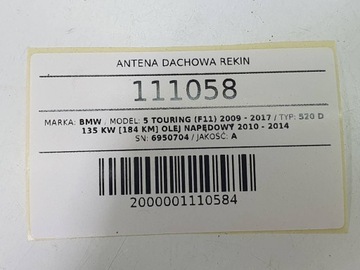 ANTENA DACHOWA REKIN
111058
MARKA: BMW / MODEL: 5 TOURING (F11) 2009 - 2017 / TYP: 520 D
135 KW [184 KM] OLEJ NAPĘDOWY 2010 - 2014
SN: 6950704 / JAKOŚĆ: A
2000001110584